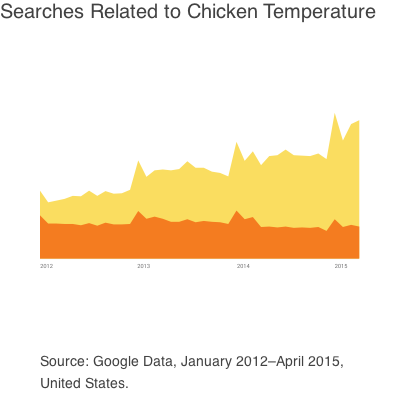 Searches Related to Chicken Temperature
2012 2013 2014 2015
Source: Google Data, January 2012–April 2015,
United States.